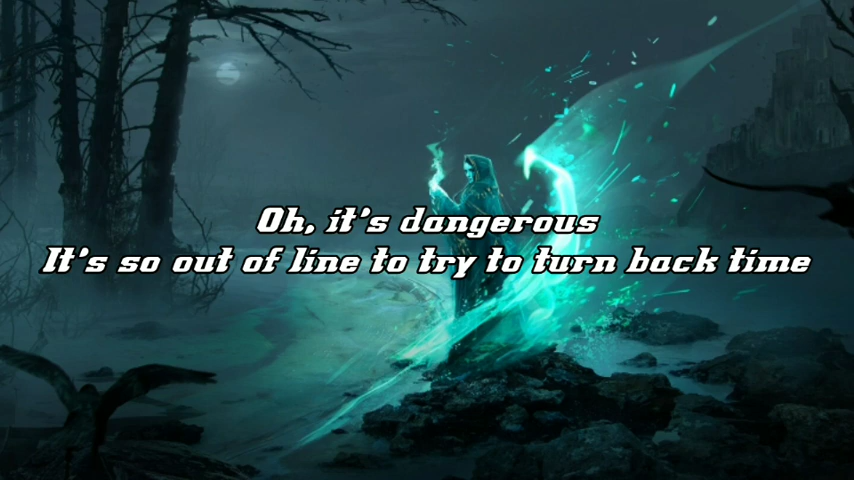 Oh, it's dangerous
It's so out of line to try to turn back time